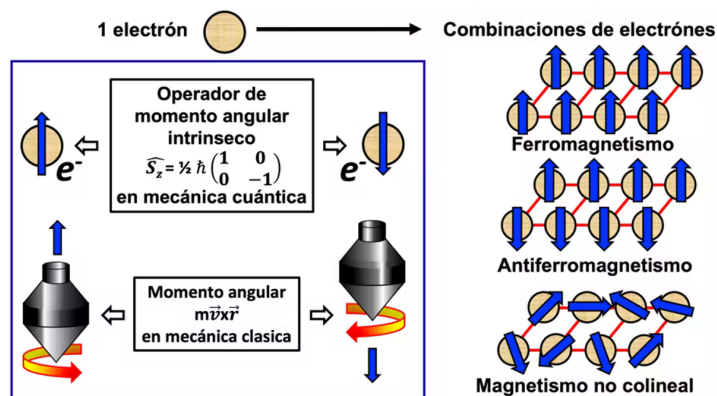 1 electrón
Combinaciones de electrónes
Operador de
momento angular
intrinseco
e-
Ŝz = ½ ℏ (1 0
0 -1)
e-
en mecánica cuántica
Ferromagnetismo
Antiferromagnetismo
Momento angular
mv⃗xr⃗
en mecánica clasica
Magnetismo no colineal